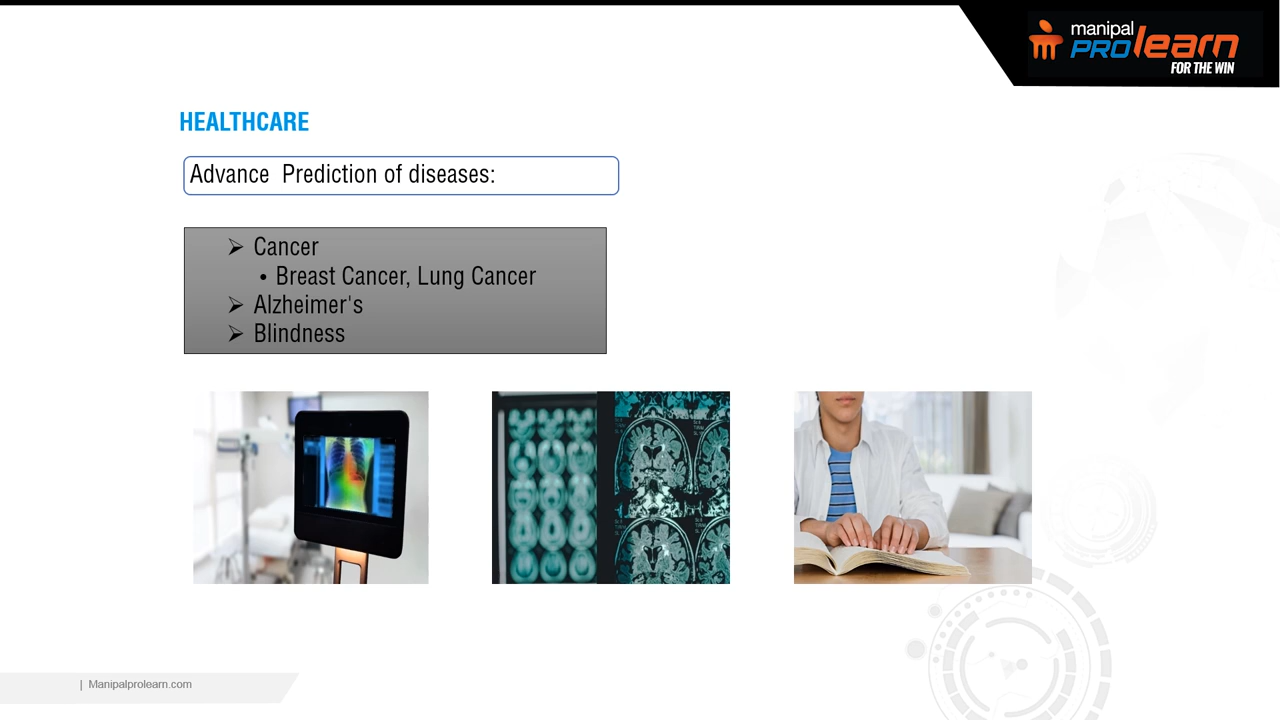 manipal
PROlearn
FOR THE WIN
HEALTHCARE
Advance  Prediction of diseases:
➢ Cancer
• Breast Cancer, Lung Cancer
➢ Alzheimer's
➢ Blindness
| Manipalprolearn.com